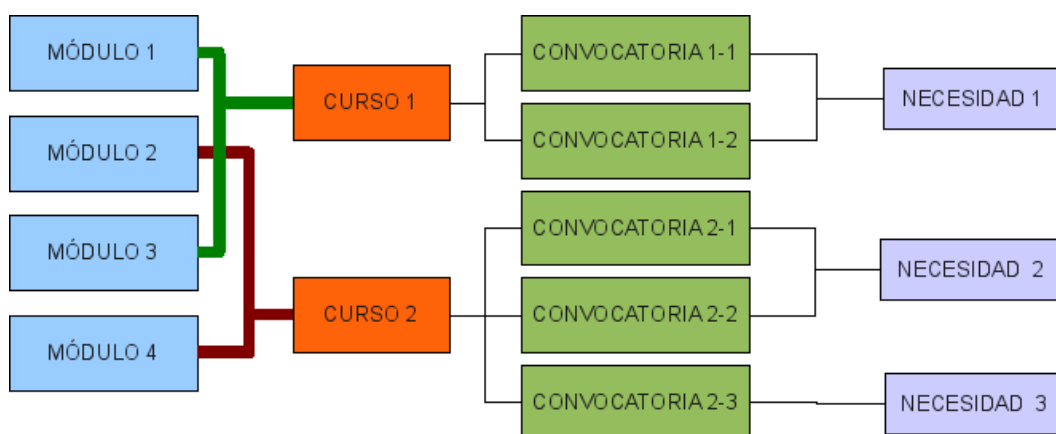 MÓDULO 1
MÓDULO 2
MÓDULO 3
MÓDULO 4
CURSO 1
CURSO 2
CONVOCATORIA 1-1
CONVOCATORIA 1-2
CONVOCATORIA 2-1
CONVOCATORIA 2-2
CONVOCATORIA 2-3
NECESIDAD 1
NECESIDAD 2
NECESIDAD 3